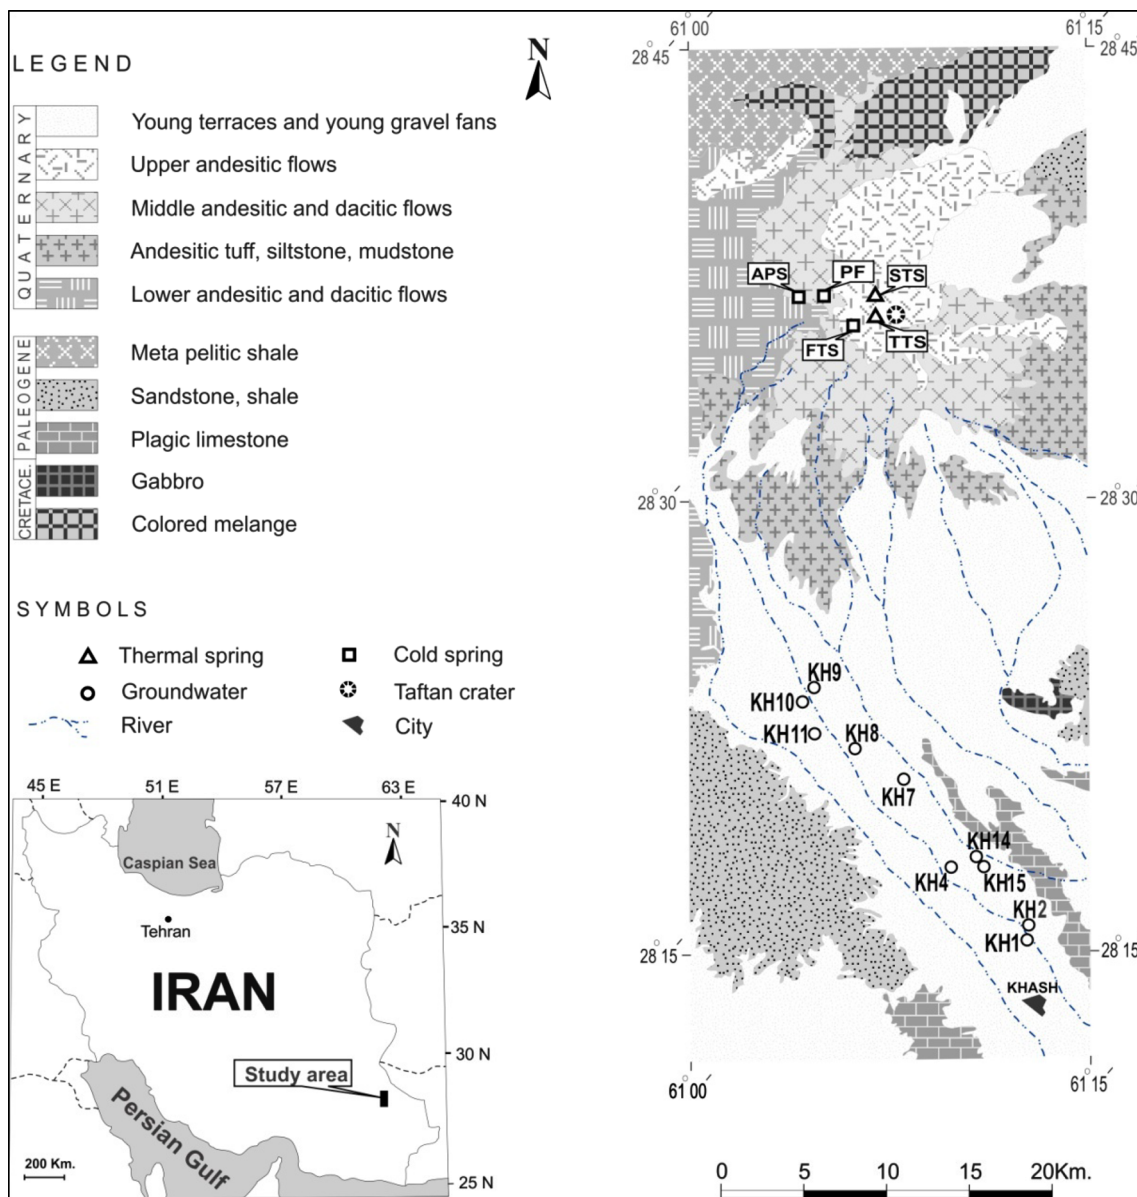 LEGEND
QUATERNARY
Young terraces and young gravel fans
Upper andesitic flows
Middle andesitic and dacitic flows
Andesitic tuff, siltstone, mudstone
Lower andesitic and dacitic flows
PALEOGENE
Meta pelitic shale
Sandstone, shale
Plagic limestone
CRETACE.
Gabbro
Colored melange
SYMBOLS
Thermal spring
Cold spring
Groundwater
Taftan crater
River
City
45 E
51 E
57 E
63 E
40 N
35 N
30 N
25 N
N
Caspian Sea
Tehran
IRAN
Study area
Persian Gulf
200 Km.
N
61 00´
61 15´
28° 45´
28° 45´
APS
PF
STS
FTS
TTS
28° 30´
28° 30
KH9
KH10
KH11
KH8
KH7
KH14
KH4
KH15
KH2
KH1
28° 15´
28° 15
KHASH
61 00´
61 15´
0 5 10 15 20Km.